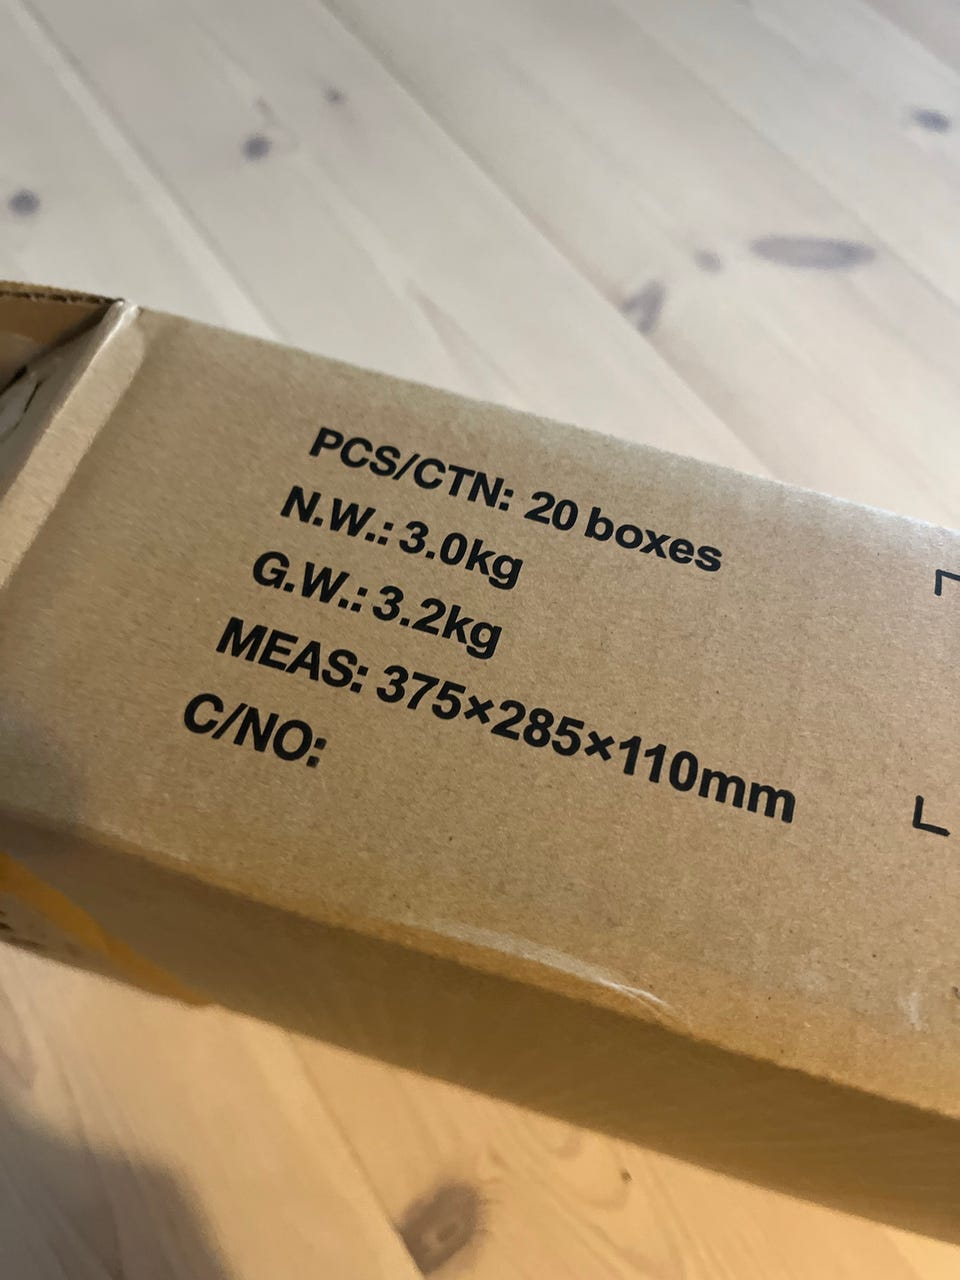 PCS/CTN: 20 boxes
N.W.: 3.0kg
G.W.: 3.2kg
MEAS: 375×285×110mm
C/NO: